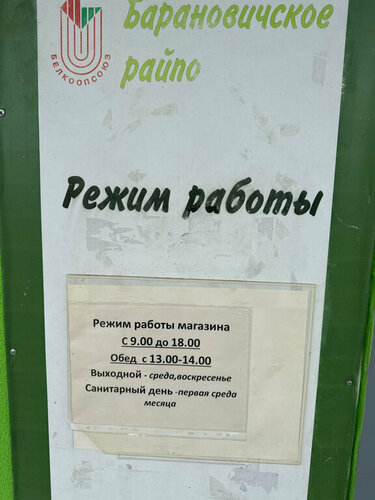 Барановичское
райпо
БЕЛКООПСОЮЗ
Режим работы
Режим работы магазина
С 9.00 до 18.00
Обед с 13.00-14.00
Выходной - среда,воскресенье
Санитарный день -первая среда
месяца